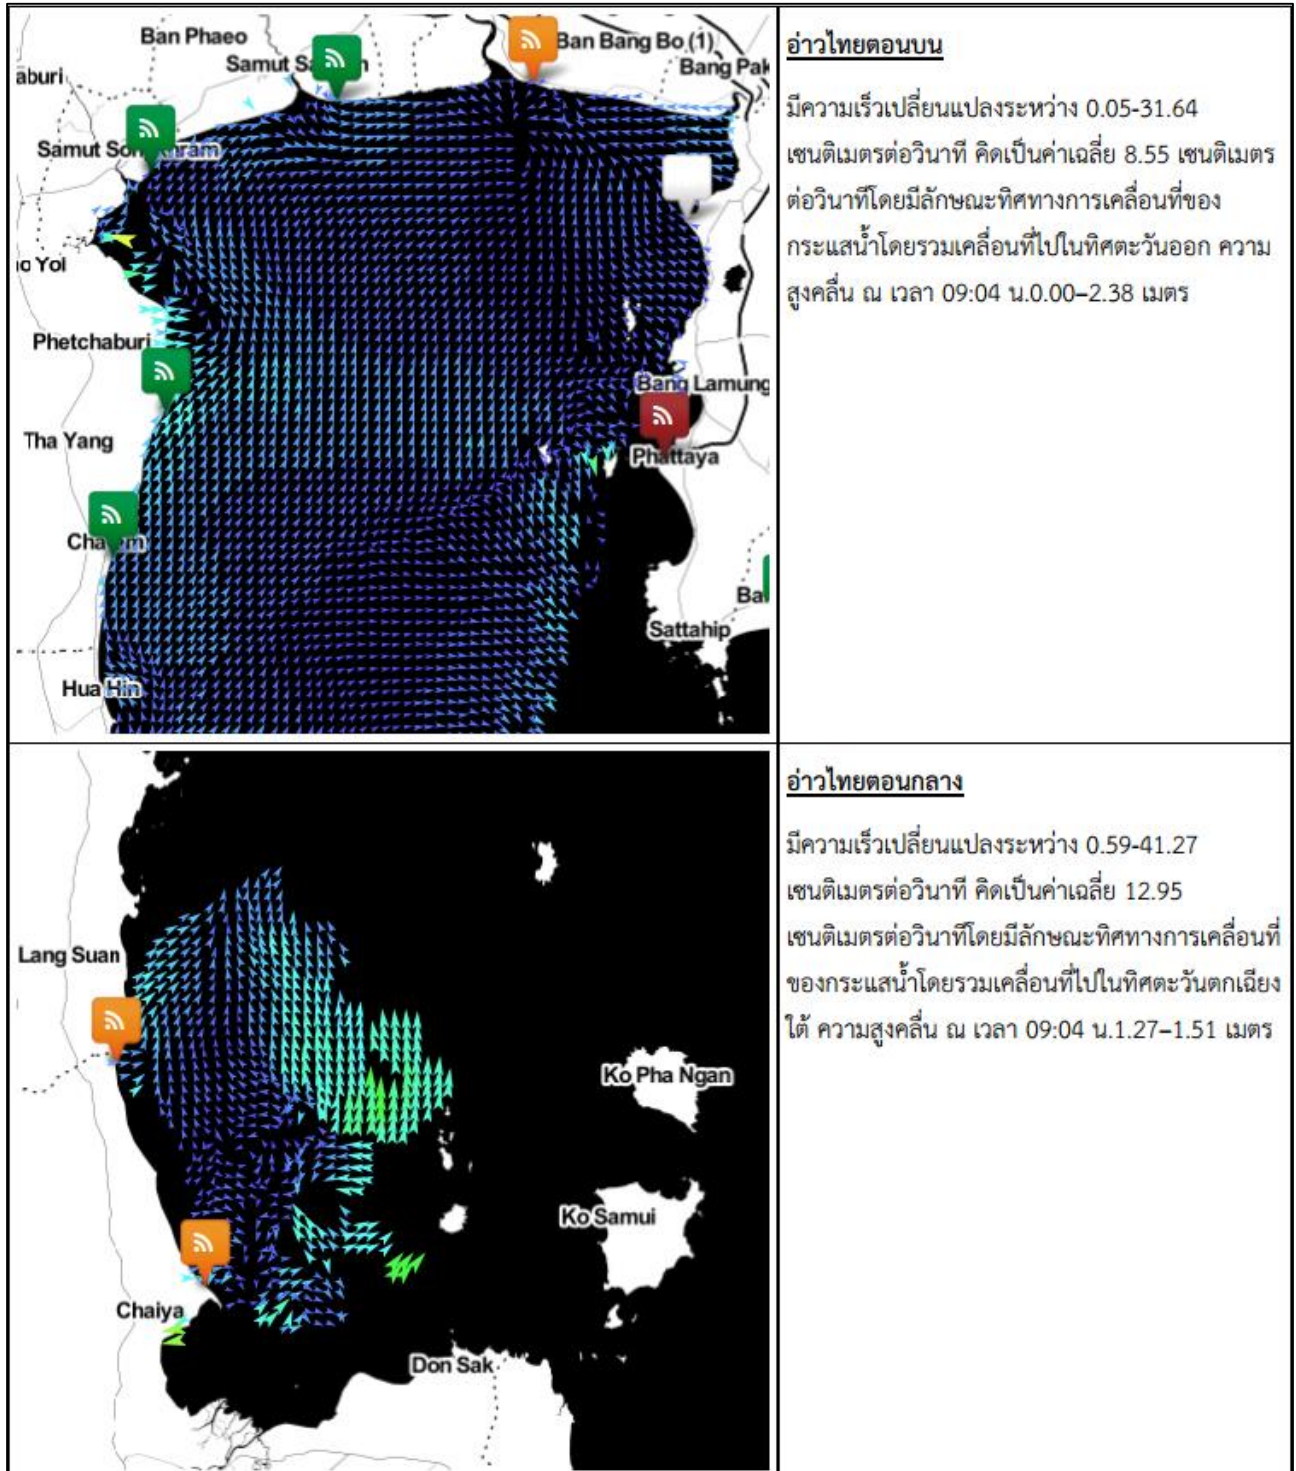 Ban Phaeo
Ban Bang Bo (1)
Samut Sa
Bang Pak
aburi
Samut Son
hram
Yol
Phetchaburi
Bang Lamung
Tha Yang
Phattaya
Cha
m
Ba
Sattahip
Hua Hin
อ่าวไทยตอนบน
มีความเร็วเปลี่ยนแปลงระหว่าง 0.05-31.64
เซนติเมตรต่อวินาที คิดเป็นค่าเฉลี่ย 8.55 เซนติเมตร
ต่อวินาทีโดยมีลักษณะทิศทางการเคลื่อนที่ของ
กระแสน้ำโดยรวมเคลื่อนที่ไปในทิศตะวันออก ความ
สูงคลื่น ณ เวลา 09:04 น.0.00–2.38 เมตร
Lang Suan
Ko Pha Ngan
Ko Samui
Chaiya
Don Sak
อ่าวไทยตอนกลาง
มีความเร็วเปลี่ยนแปลงระหว่าง 0.59-41.27
เซนติเมตรต่อวินาที คิดเป็นค่าเฉลี่ย 12.95
เซนติเมตรต่อวินาทีโดยมีลักษณะทิศทางการเคลื่อนที่
ของกระแสน้ำโดยรวมเคลื่อนที่ไปในทิศตะวันตกเฉียง
ใต้ ความสูงคลื่น ณ เวลา 09:04 น.1.27–1.51 เมตร